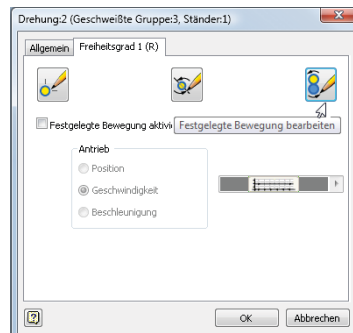 Drehung:2 (Geschweißte Gruppe:3, Ständer:1)
Allgemein Freiheitsgrad 1 (R)
Festgelegte Bewegung aktivi
Festgelegte Bewegung bearbeiten
Antrieb
Position
Geschwindigkeit
Beschleunigung
?
OK Abbrechen